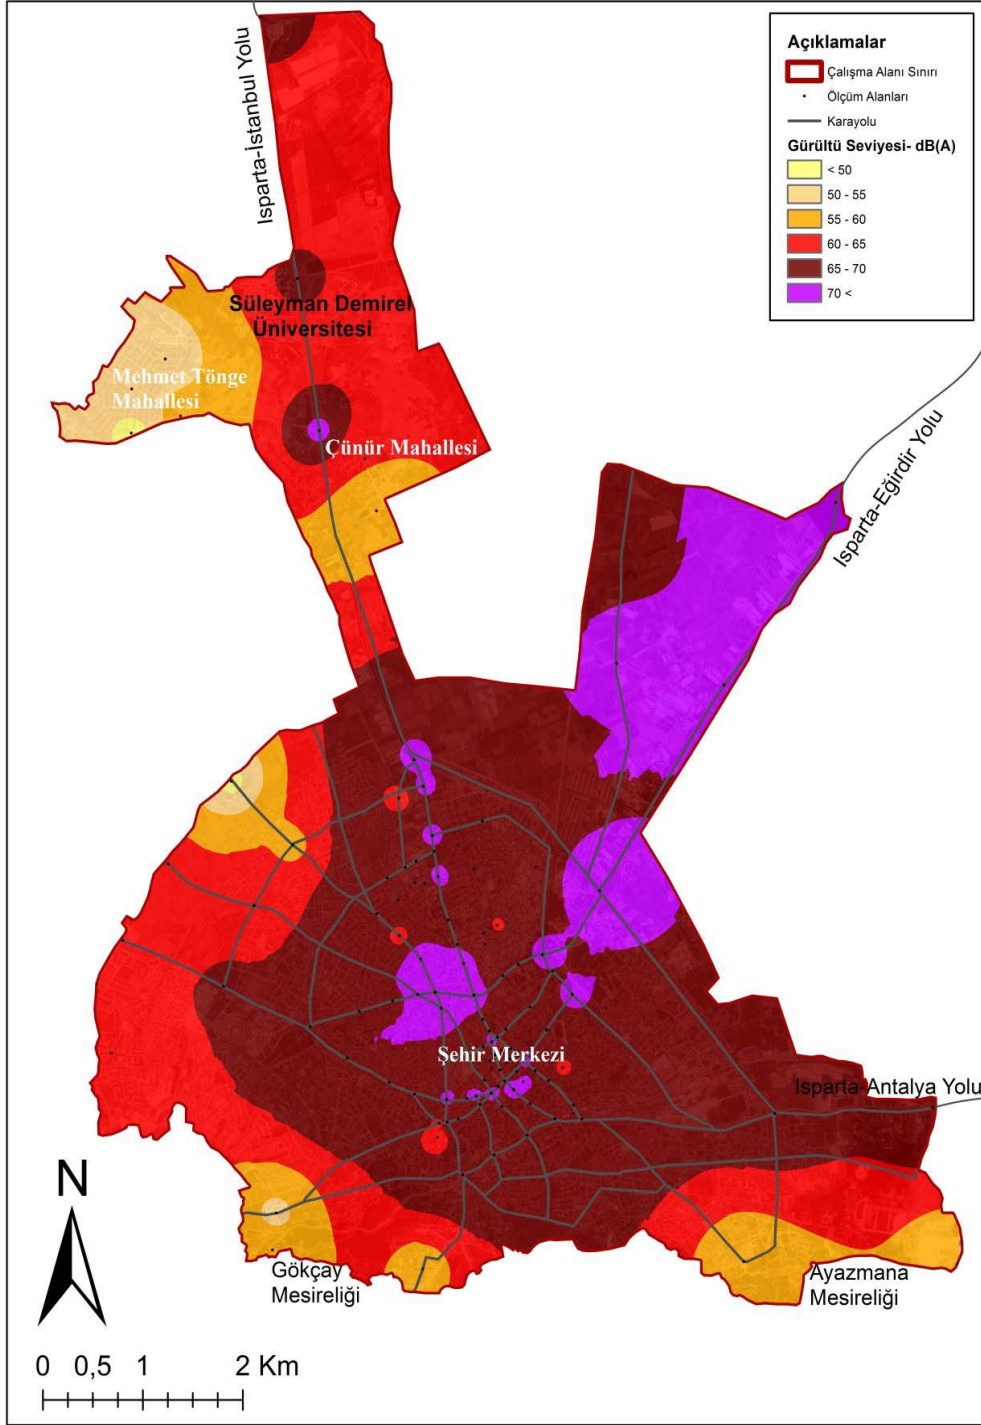 Isparta-İstanbul Yolu
Açıklamalar
Çalışma Alanı Sınırı
Ölçüm Alanları
Karayolu
Gürültü Seviyesi- dB(A)
< 50
50 - 55
55 - 60
60 - 65
65 - 70
70 <
Süleyman Demirel
Üniversitesi
Mehmet Tönge
Mahallesi
Çünür Mahallesi
Isparta-Eğirdir Yolu
Şehir Merkezi
Isparta-Antalya Yolu
Gökçay
Mesireliği
Ayazmana
Mesireliği
N
0 0,5 1 2 Km